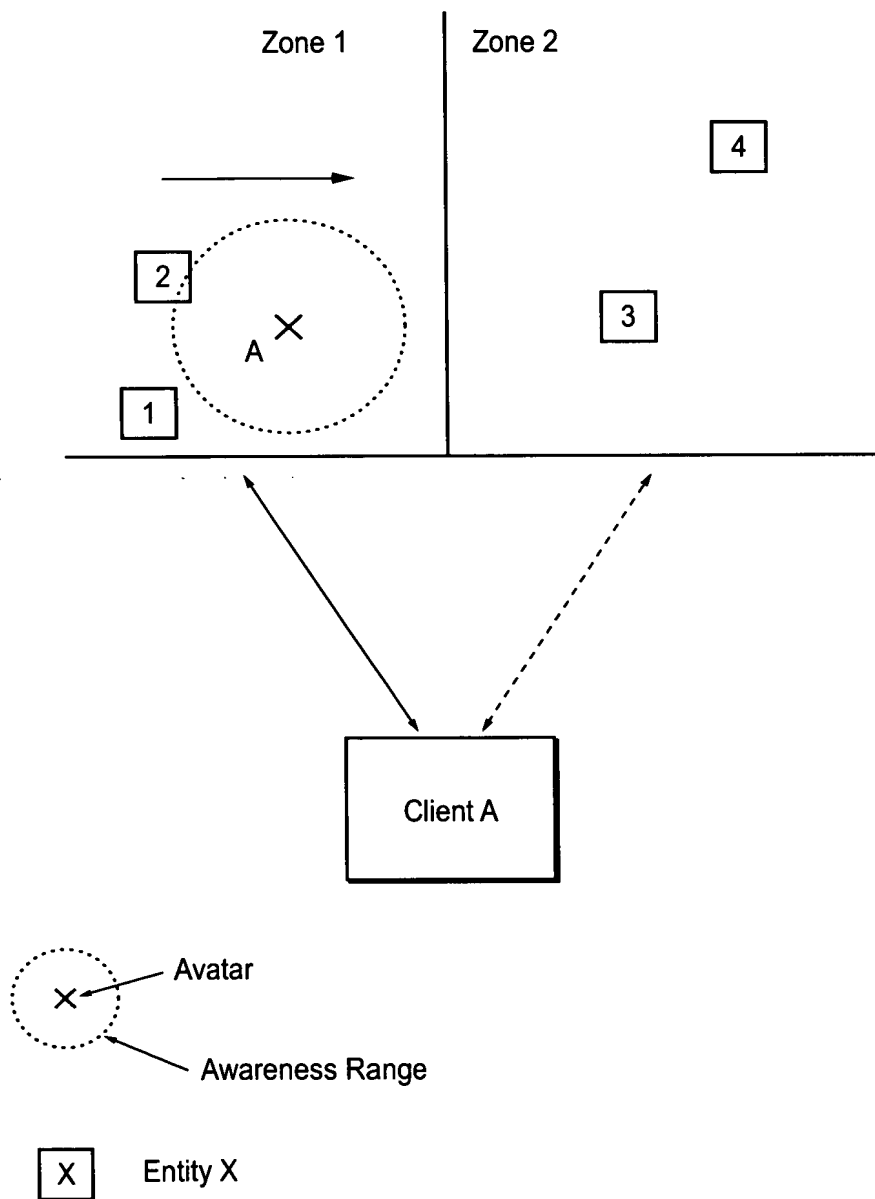 Zone 1
Zone 2
4
2
3
A
1
Client A
Avatar
Awareness Range
X
Entity X